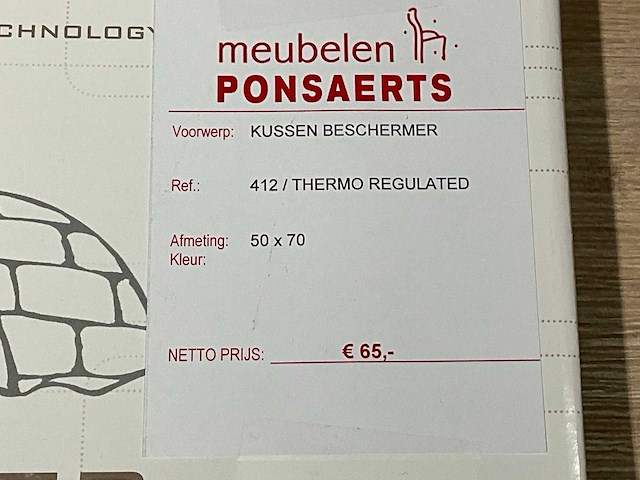 CHNOLOGY
meubelen
PONSAERTS
Voorwerp: KUSSEN BESCHERMER
Ref.: 412 / THERMO REGULATED
Afmeting: 50 x 70
Kleur:
NETTO PRIJS: € 65,-